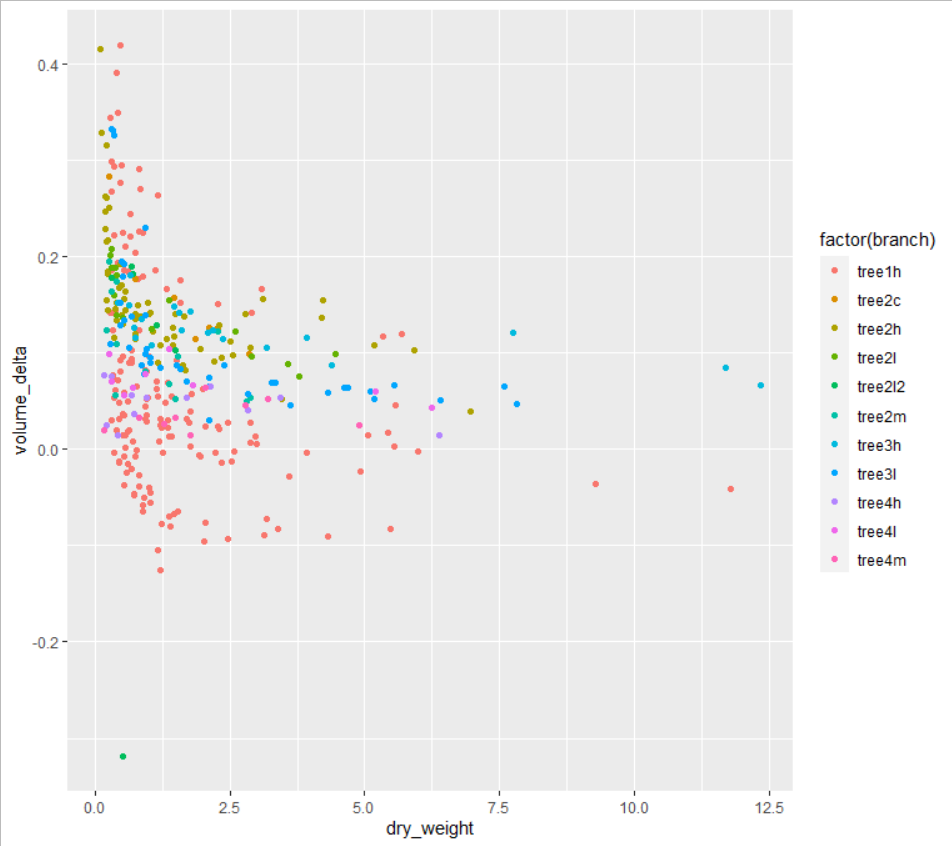 0.4
0.2
0.0
-0.2
volume_delta
0.0 2.5 5.0 7.5 10.0 12.5
dry_weight
factor(branch)
tree1h
tree2c
tree2h
tree2l
tree2l2
tree2m
tree3h
tree3l
tree4h
tree4l
tree4m